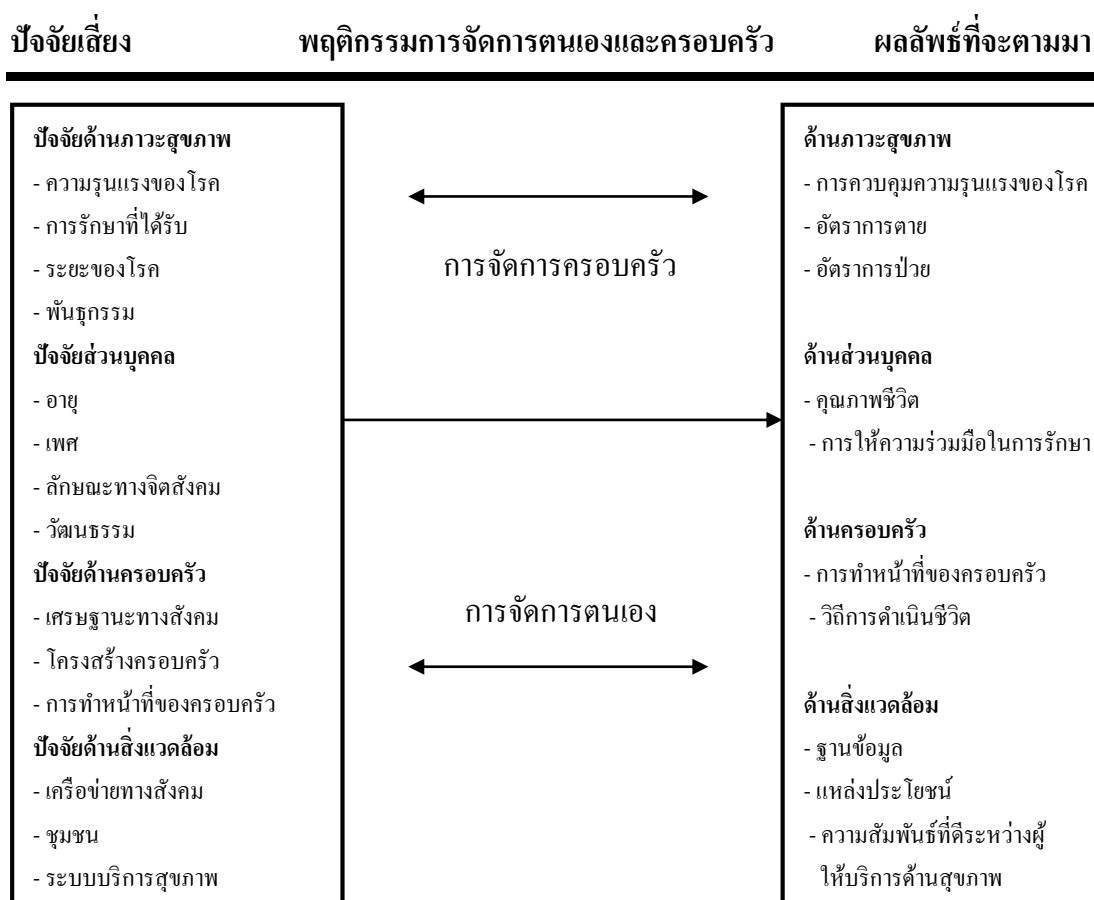 ปัจจัยเสี่ยง พฤติกรรมการจัดการตนเองและครอบครัว ผลลัพธ์ที่จะตามมา
ปัจจัยด้านภาวะสุขภาพ
- ความรุนแรงของโรค
- การรักษาที่ได้รับ
- ระยะของโรค
- พันธุกรรม
ปัจจัยส่วนบุคคล
- อายุ
- เพศ
- ลักษณะทางจิตสังคม
- วัฒนธรรม
ปัจจัยด้านครอบครัว
- เศรษฐานะทางสังคม
- โครงสร้างครอบครัว
- การทำหน้าที่ของครอบครัว
ปัจจัยด้านสิ่งแวดล้อม
- เครือข่ายทางสังคม
- ชุมชน
- ระบบบริการสุขภาพ
การจัดการครอบครัว
การจัดการตนเอง
ด้านภาวะสุขภาพ
- การควบคุมความรุนแรงของโรค
- อัตราการตาย
- อัตราการป่วย
ด้านส่วนบุคคล
- คุณภาพชีวิต
- การให้ความร่วมมือในการรักษา
ด้านครอบครัว
- การทำหน้าที่ของครอบครัว
- วิถีการดำเนินชีวิต
ด้านสิ่งแวดล้อม
- ฐานข้อมูล
- แหล่งประโยชน์
- ความสัมพันธ์ที่ดีระหว่างผู้
ให้บริการด้านสุขภาพ